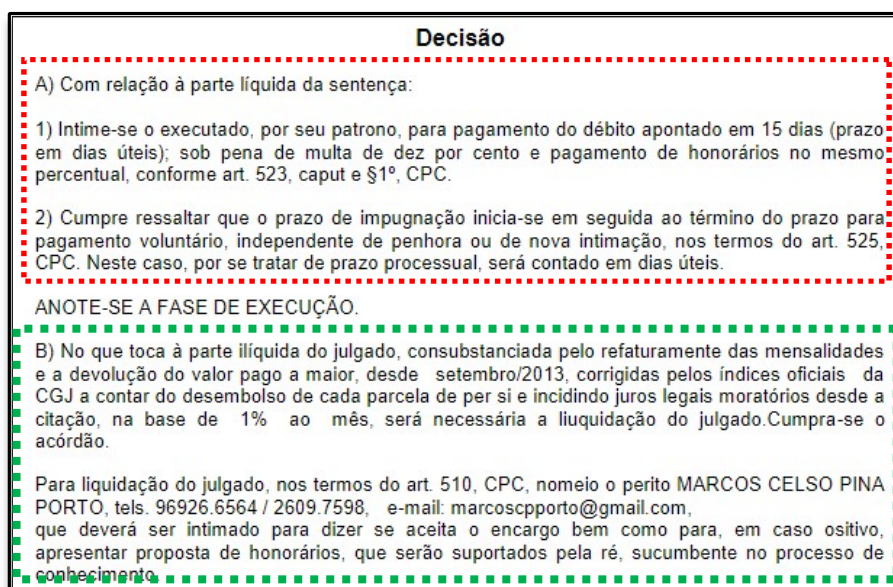 Decisão
A) Com relação à parte líquida da sentença:
1) Intime-se o executado, por seu patrono, para pagamento do débito apontado em 15 dias (prazo
em dias úteis); sob pena de multa de dez por cento e pagamento de honorários no mesmo
percentual, conforme art. 523, caput e §1º, CPC.
2) Cumpre ressaltar que o prazo de impugnação inicia-se em seguida ao término do prazo para
pagamento voluntário, independente de penhora ou de nova intimação, nos termos do art. 525,
CPC. Neste caso, por se tratar de prazo processual, será contado em dias úteis.
ANOTE-SE A FASE DE EXECUÇÃO.
B) No que toca à parte ilíquida do julgado, consubstanciada pelo refaturamento das mensalidades
e a devolução do valor pago a maior, desde setembro/2013, corrigidas pelos índices oficiais da
CGJ a contar do desembolso de cada parcela de per si e incidindo juros legais moratórios desde a
citação, na base de 1% ao mês, será necessária a liuquidação do julgado.Cumpra-se o
acórdão.
Para liquidação do julgado, nos termos do art. 510, CPC, nomeio o perito MARCOS CELSO PINA
PORTO, tels. 96926.6564 / 2609.7598, e-mail: marcoscpporto@gmail.com,
que deverá ser intimado para dizer se aceita o encargo bem como para, em caso ositivo,
apresentar proposta de honorários, que serão suportados pela ré, sucumbente no processo de
conhecimento.